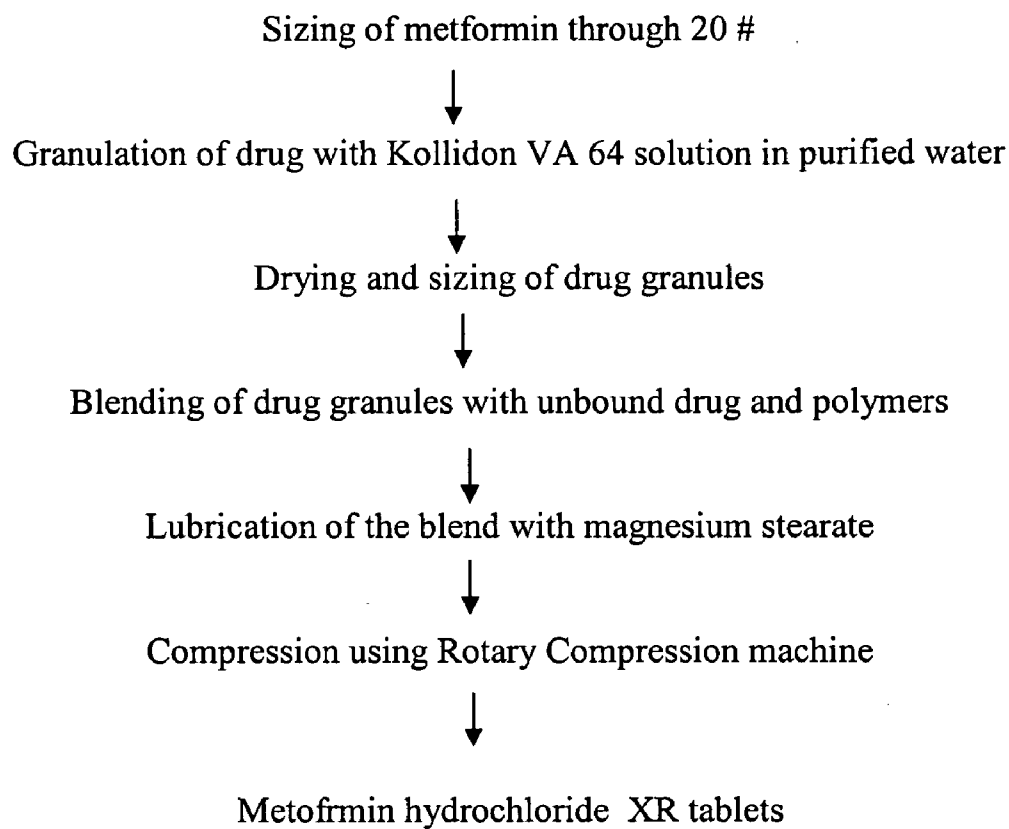 Sizing of metformin through 20 #
Granulation of drug with Kollidon VA 64 solution in purified water
Drying and sizing of drug granules
Blending of drug granules with unbound drug and polymers
Lubrication of the blend with magnesium stearate
Compression using Rotary Compression machine
Metofrmin hydrochloride XR tablets